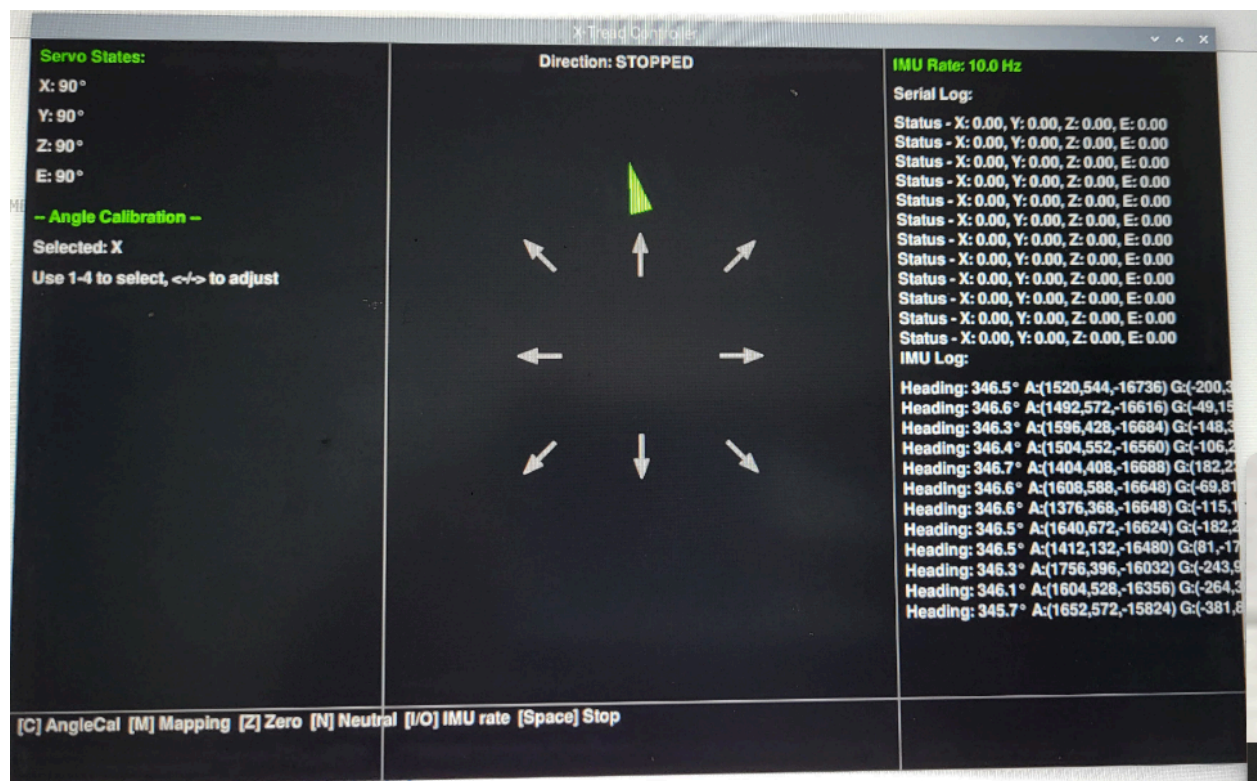 X-Tread Controller
Servo States:
X: 90°
Y: 90°
Z: 90°
E: 90°
-- Angle Calibration --
Selected: X
Use 1-4 to select, <-/-> to adjust
Direction: STOPPED
IMU Rate: 10.0 Hz
Serial Log:
Status - X: 0.00, Y: 0.00, Z: 0.00, E: 0.00
Status - X: 0.00, Y: 0.00, Z: 0.00, E: 0.00
Status - X: 0.00, Y: 0.00, Z: 0.00, E: 0.00
Status - X: 0.00, Y: 0.00, Z: 0.00, E: 0.00
Status - X: 0.00, Y: 0.00, Z: 0.00, E: 0.00
Status - X: 0.00, Y: 0.00, Z: 0.00, E: 0.00
Status - X: 0.00, Y: 0.00, Z: 0.00, E: 0.00
Status - X: 0.00, Y: 0.00, Z: 0.00, E: 0.00
Status - X: 0.00, Y: 0.00, Z: 0.00, E: 0.00
Status - X: 0.00, Y: 0.00, Z: 0.00, E: 0.00
Status - X: 0.00, Y: 0.00, Z: 0.00, E: 0.00
Status - X: 0.00, Y: 0.00, Z: 0.00, E: 0.00
IMU Log:
Heading: 346.5° A:(1520,544,-16736) G:(-200,3
Heading: 346.6° A:(1492,572,-16616) G:(-49,15
Heading: 346.3° A:(1596,428,-16684) G:(-148,3
Heading: 346.4° A:(1504,552,-16560) G:(-106,2
Heading: 346.7° A:(1404,408,-16688) G:(182,22
Heading: 346.6° A:(1608,588,-16648) G:(-69,81
Heading: 346.6° A:(1376,368,-16648) G:(-115,1
Heading: 346.5° A:(1640,672,-16624) G:(-182,2
Heading: 346.5° A:(1412,132,-16480) G:(81,-17
Heading: 346.3° A:(1756,396,-16032) G:(-243,9
Heading: 346.1° A:(1604,528,-16356) G:(-264,3
Heading: 345.7° A:(1652,572,-15824) G:(-381,8
[C] AngleCal [M] Mapping [Z] Zero [N] Neutral [I/O] IMU rate [Space] Stop